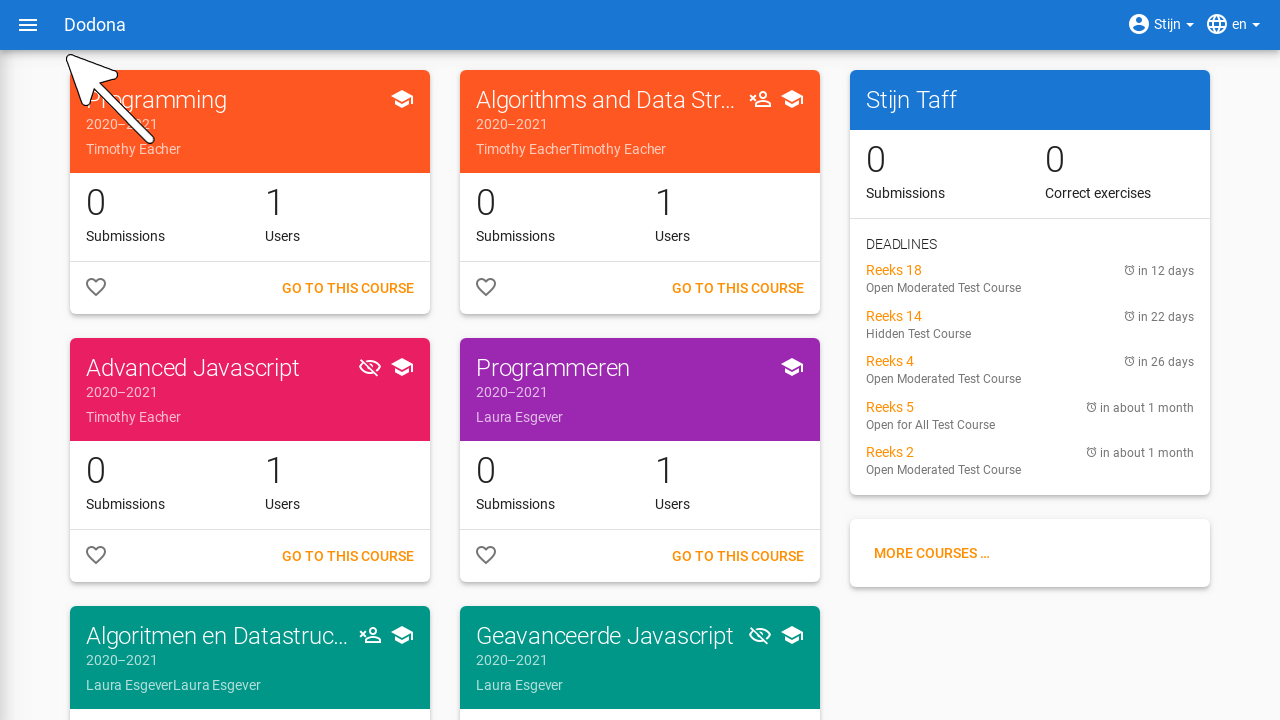 Dodona
Stijn
en
Programming
2020–2021
Timothy Eacher
0
1
Submissions
Users
GO TO THIS COURSE
Algorithms and Data Str...
2020–2021
Timothy EacherTimothy Eacher
0
1
Submissions
Users
GO TO THIS COURSE
Advanced Javascript
2020–2021
Timothy Eacher
0
1
Submissions
Users
GO TO THIS COURSE
Programmeren
2020–2021
Laura Esgever
0
1
Submissions
Users
GO TO THIS COURSE
Algoritmen en Datastruc...
2020–2021
Laura EsgeverLaura Esgever
Geavanceerde Javascript
2020–2021
Laura Esgever
Stijn Taff
0
0
Submissions
Correct exercises
DEADLINES
Reeks 18
in 12 days
Open Moderated Test Course
Reeks 14
in 22 days
Hidden Test Course
Reeks 4
in 26 days
Open Moderated Test Course
Reeks 5
in about 1 month
Open for All Test Course
Reeks 2
in about 1 month
Open Moderated Test Course
MORE COURSES ...